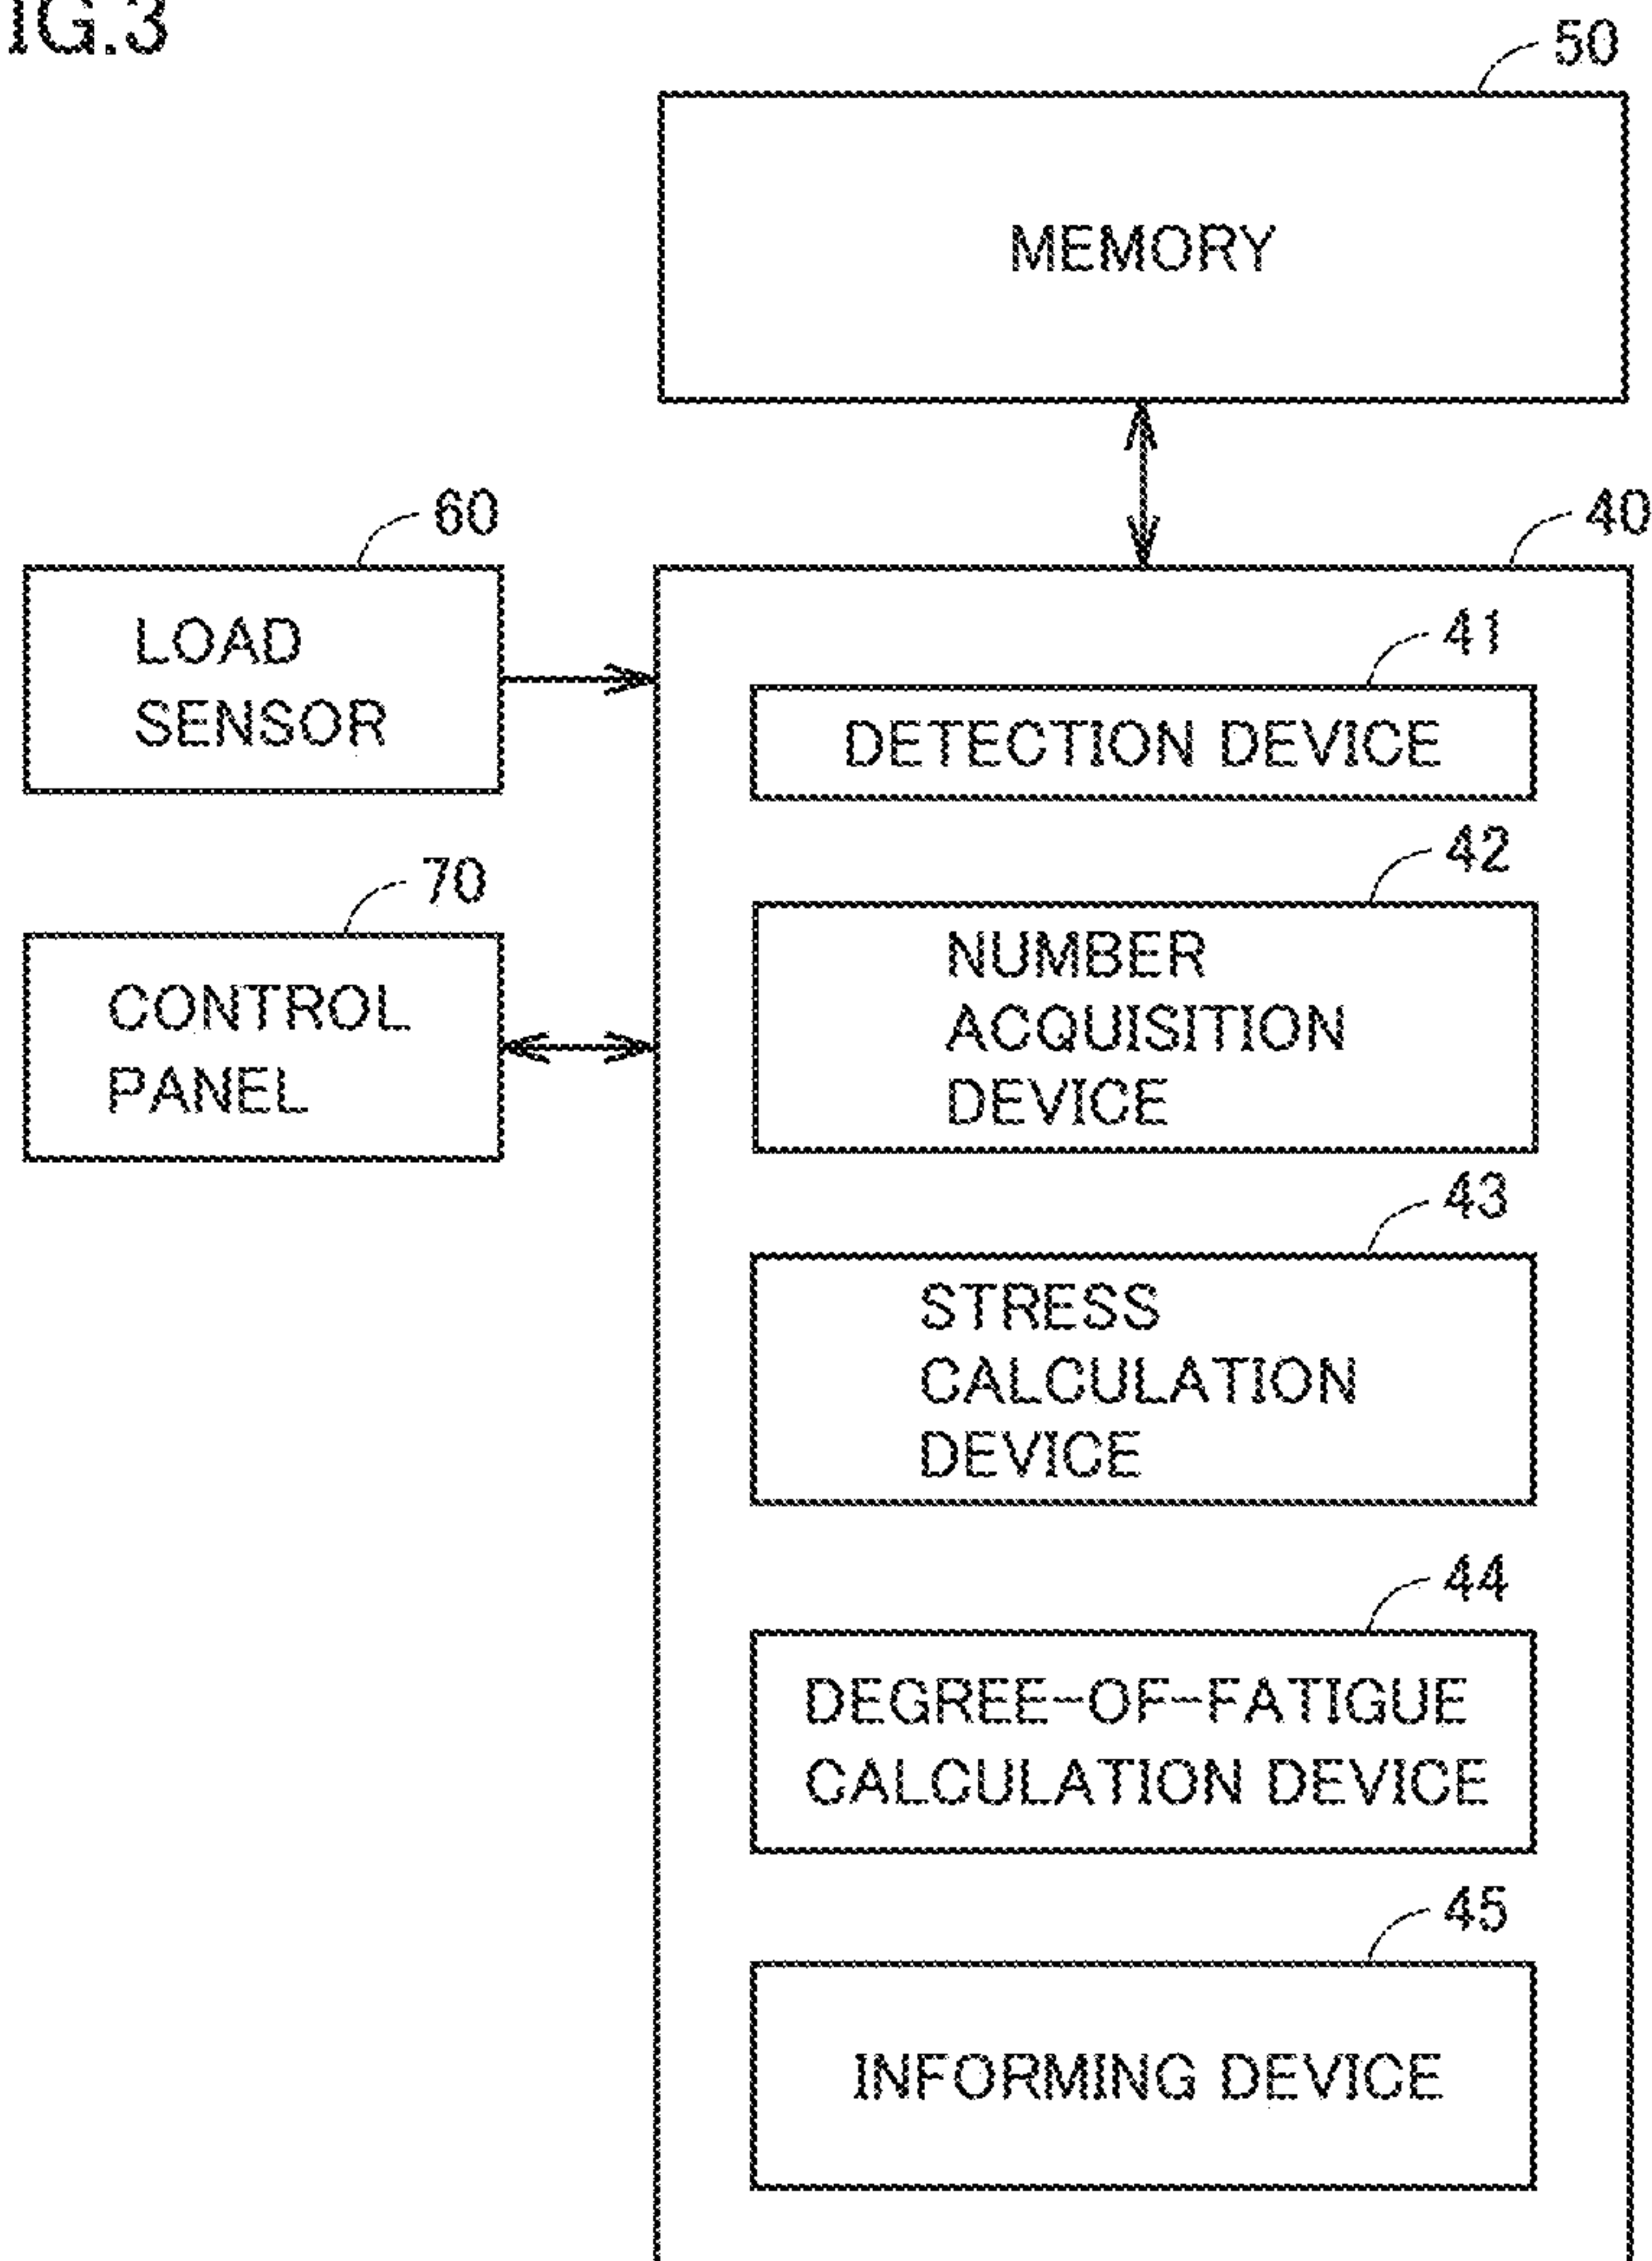 IG.3
50
MEMORY
60
40
LOAD
SENSOR
41
DETECTION DEVICE
70
CONTROL
PANEL
42
NUMBER
ACQUISITION
DEVICE
43
STRESS
CALCULATION
DEVICE
44
DEGREE-OF-FATIGUE
CALCULATION DEVICE
45
INFORMING DEVICE